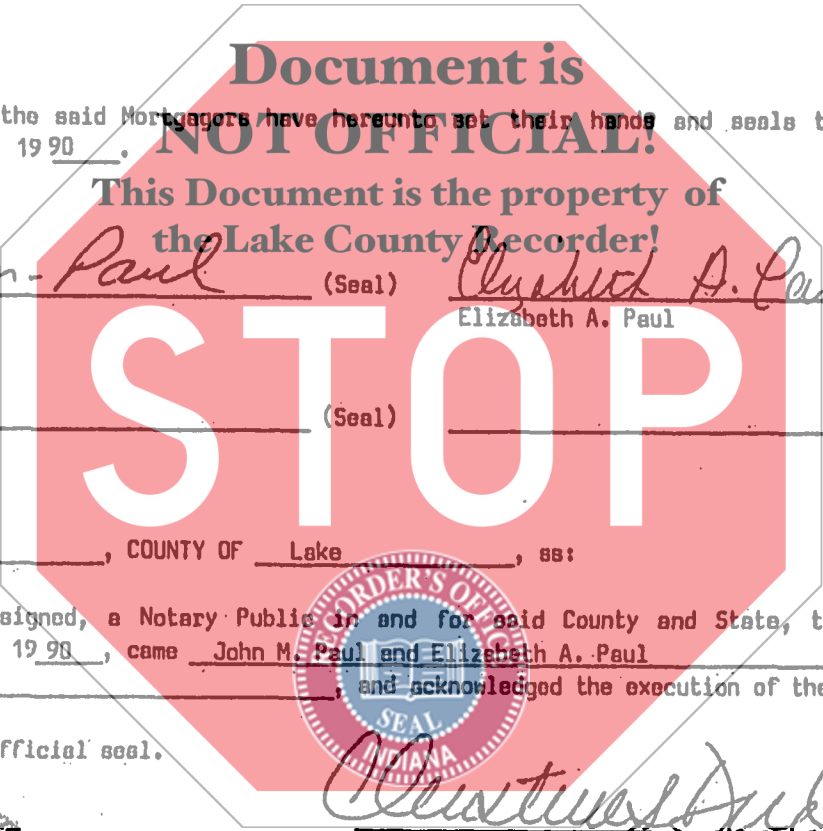 Document is
the said Mortgagors have hereunto set their hands and seals t
19 90 .
NOT OFFICIAL!
This Document is the property of
the Lake County Recorder!
Paul (Seal) Elizabeth A. Pau
Elizabeth A. Paul
STOP
(Seal)
, COUNTY OF Lake , ss:
RECORDER'S OFFIC
signed, a Notary Public in and for said County and State, t
19 90 , came John M. Paul and Elizabeth A. Paul
, and acknowledged the execution of the
SEAL
fficial seal.
INDIANA